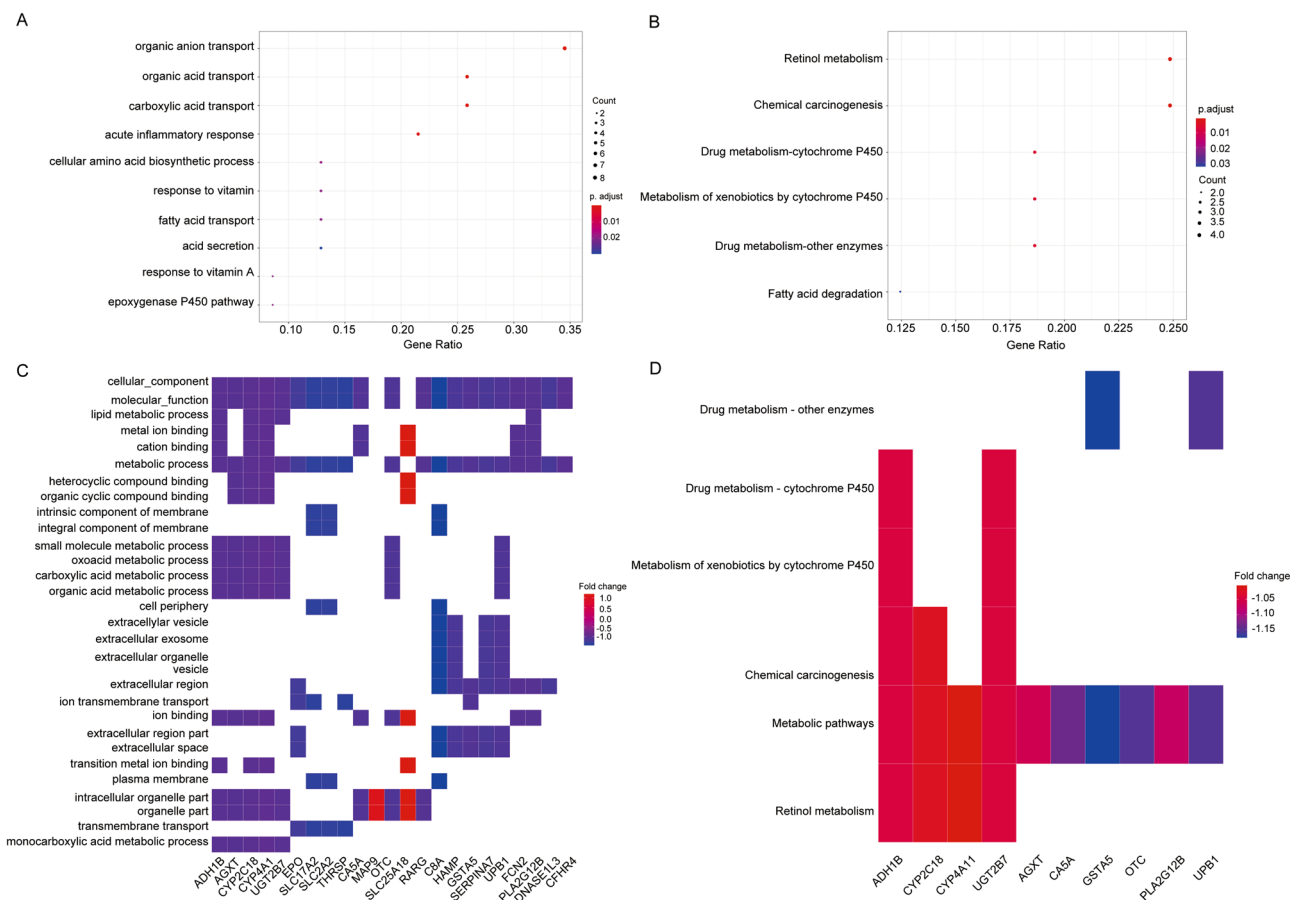 A
organic anion transport
organic acid transport
carboxylic acid transport
acute inflammatory response
cellular amino acid biosynthetic process
response to vitamin
fatty acid transport
acid secretion
response to vitamin A
epoxygenase P450 pathway
0.10 0.15 0.20 0.25 0.30 0.35
Gene Ratio
Count
2
3
4
5
6
7
8
p. adjust
0.01
0.02
B
Retinol metabolism
Chemical carcinogenesis
Drug metabolism-cytochrome P450
Metabolism of xenobiotics by cytochrome P450
Drug metabolism-other enzymes
Fatty acid degradation
0.125 0.150 0.175 0.200 0.225 0.250
Gene Ratio
p.adjust
0.01
0.02
0.03
Count
2.0
2.5
3.0
3.5
4.0
C
cellular_component
molecular_function
lipid metabolic process
metal ion binding
cation binding
metabolic process
heterocyclic compound binding
organic cyclic compound binding
intrinsic component of membrane
integral component of membrane
small molecule metabolic process
oxoacid metabolic process
carboxylic acid metabolic process
organic acid metabolic process
cell periphery
extracellylar vesicle
extracellular exosome
extracellular organelle
vesicle
extracellular region
ion transmembrane transport
ion binding
extracellular region part
extracellular space
transition metal ion binding
plasma membrane
intracellular organelle part
organelle part
transmembrane transport
monocarboxylic acid metabolic process
ADH1B
AGXT
CYP2C18
CYP4A1
UGT2B7
EPO
SLC17A2
SLC2A2
THRSP
CA5A
MAP9
OTC
SLC25A18
RARG
C8A
HAMP
GSTA5
SERPINA7
UPB1
FCN2
PLA2G12B
DNASE1L3
CFHR4
Fold change
1.0
0.5
-0.5
-1.0
D
Drug metabolism - other enzymes
Drug metabolism - cytochrome P450
Metabolism of xenobiotics by cytochrome P450
Chemical carcinogenesis
Metabolic pathways
Retinol metabolism
ADH1B
CYP2C18
CYP4A11
UGT2B7
AGXT
CA5A
GSTA5
OTC
PLA2G12B
UPB1
Fold change
-1.05
-1.10
-1.15